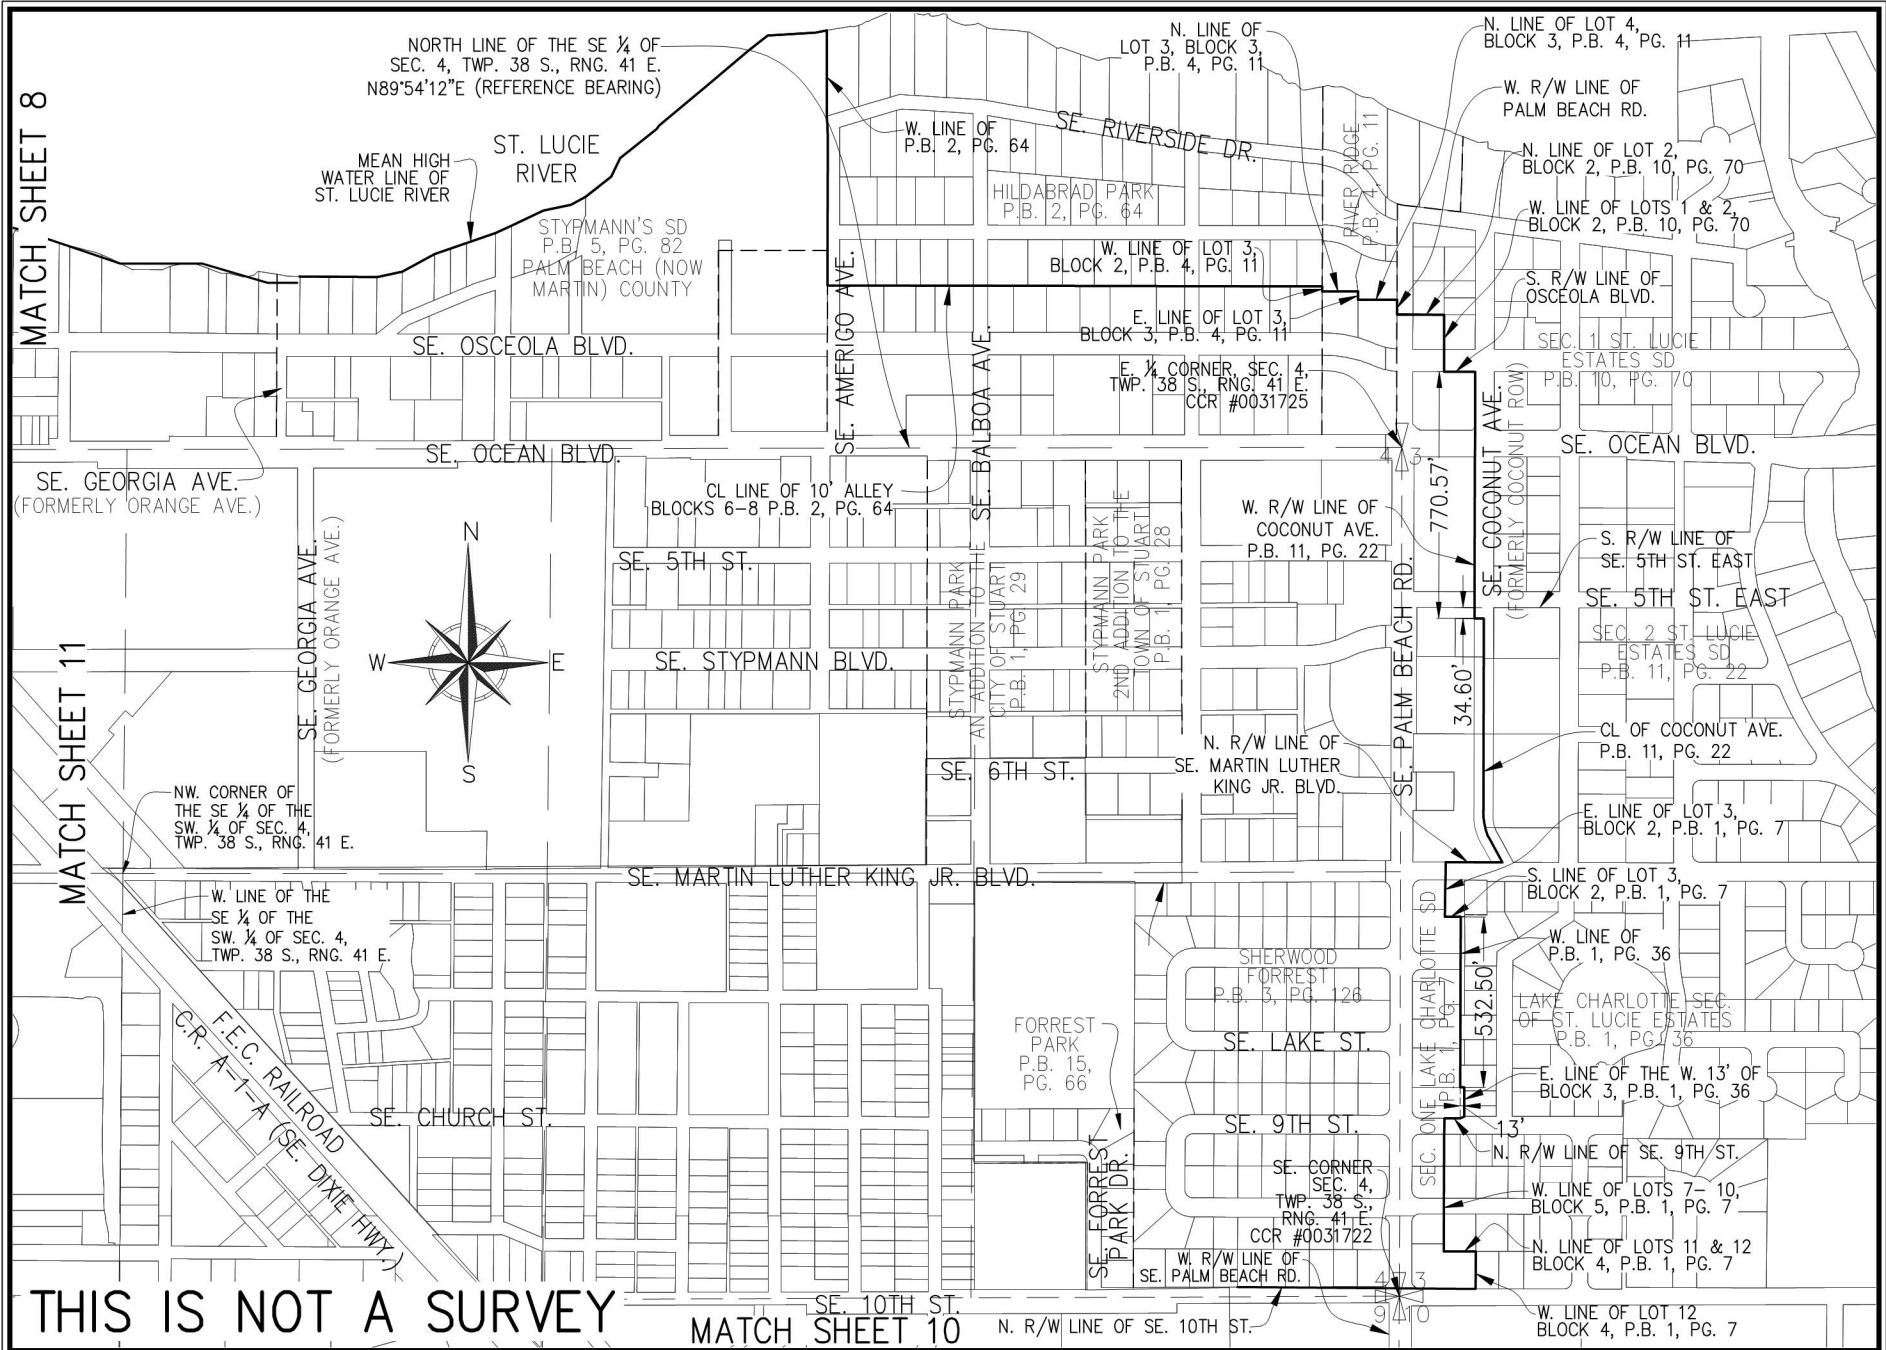 MATCH SHEET 8
NORTH LINE OF THE SE ¼ OF
SEC. 4, TWP. 38 S., RNG. 41 E.
N89°54'12"E (REFERENCE BEARING)
MEAN HIGH
WATER LINE OF
ST. LUCIE RIVER
ST. LUCIE
RIVER
STYPMANN'S SD
P.B. 5, PG. 82
PALM BEACH (NOW
MARTIN) COUNTY
W. LINE OF
P.B. 2, PG. 64
SE. RIVERSIDE DR.
HILDABRAD PARK
P.B. 2, PG. 64
N. LINE OF
LOT 3, BLOCK 3,
P.B. 4, PG. 11
RIVER RIDGE
P.B. 4, PG. 11
N. LINE OF LOT 4,
BLOCK 3, P.B. 4, PG. 11
W. R/W LINE OF
PALM BEACH RD.
N. LINE OF LOT 2,
BLOCK 2, P.B. 10, PG. 70
W. LINE OF LOTS 1 & 2,
BLOCK 2, P.B. 10, PG. 70
S. R/W LINE OF
OSCEOLA BLVD.
W. LINE OF LOT 3,
BLOCK 2, P.B. 4, PG. 11
E. LINE OF LOT 3,
BLOCK 3, P.B. 4, PG. 11
E. ¼ CORNER, SEC. 4,
TWP. 38 S., RNG. 41 E.
CCR #0031725
SEC. 1 ST. LUCIE
ESTATES SD
P.B. 10, PG. 70
SE. OSCEOLA BLVD.
SE. AMERIGO AVE.
SE. BALBOA AVE.
SE. COCONUT AVE.
(FORMERLY COCONUT ROW)
SE. OCEAN BLVD.
SE. OCEAN BLVD.
4 3
SE. GEORGIA AVE.
(FORMERLY ORANGE AVE.)
SE. GEORGIA AVE.
(FORMERLY ORANGE AVE.)
CL LINE OF 10' ALLEY
BLOCKS 6-8 P.B. 2, PG. 64
W. R/W LINE OF
COCONUT AVE.
P.B. 11, PG. 22
770.57'
S. R/W LINE OF
SE. 5TH ST. EAST
SE. 5TH ST. EAST
SEC. 2 ST. LUCIE
ESTATES SD
P.B. 11, PG. 22
34.60'
N
W
E
S
SE. 5TH ST.
SE. STYPMANN BLVD.
STYPMANN PARK
AN ADDITION TO THE
CITY OF STUART
P.B. 1, PG. 29
STYPMANN PARK
2ND ADDITION TO THE
TOWN OF STUART
P.B. 1, PG. 28
SE. PALM BEACH RD.
CL OF COCONUT AVE.
P.B. 11, PG. 22
MATCH SHEET 11
SE. 6TH ST.
N. R/W LINE OF
SE. MARTIN LUTHER
KING JR. BLVD.
NW. CORNER OF
THE SE ¼ OF THE
SW. ¼ OF SEC. 4,
TWP. 38 S., RNG. 41 E.
E. LINE OF LOT 3,
BLOCK 2, P.B. 1, PG. 7
SE. MARTIN LUTHER KING JR. BLVD.
S. LINE OF LOT 3,
BLOCK 2, P.B. 1, PG. 7
W. LINE OF THE
SE ¼ OF THE
SW. ¼ OF SEC. 4,
TWP. 38 S., RNG. 41 E.
W. LINE OF
P.B. 1, PG. 36
SHERWOOD
FORREST
P.B. 3, PG. 126
SEC. ONE LAKE CHARLOTTE SD
P.B. 1, PG. 7
532.50'
LAKE CHARLOTTE SEC.
OF ST. LUCIE ESTATES
P.B. 1, PG. 36
FORREST
PARK
P.B. 15,
PG. 66
SE. LAKE ST.
F.E.C. RAILROAD
C.R. A-1-A (SE. DIXIE HWY.)
E. LINE OF THE W. 13' OF
BLOCK 3, P.B. 1, PG. 36
SE. CHURCH ST.
SE. 9TH ST.
13'
N. R/W LINE OF SE. 9TH ST.
SE. FORREST
PARK DR.
SE. CORNER
SEC. 4,
TWP. 38 S.,
RNG. 41 E.
CCR #0031722
W. LINE OF LOTS 7- 10,
BLOCK 5, P.B. 1, PG. 7
N. LINE OF LOTS 11 & 12
BLOCK 4, P.B. 1, PG. 7
W. R/W LINE OF
SE. PALM BEACH RD.
4 3
9 10
THIS IS NOT A SURVEY
SE. 10TH ST.
MATCH SHEET 10
N. R/W LINE OF SE. 10TH ST.
W. LINE OF LOT 12
BLOCK 4, P.B. 1, PG. 7